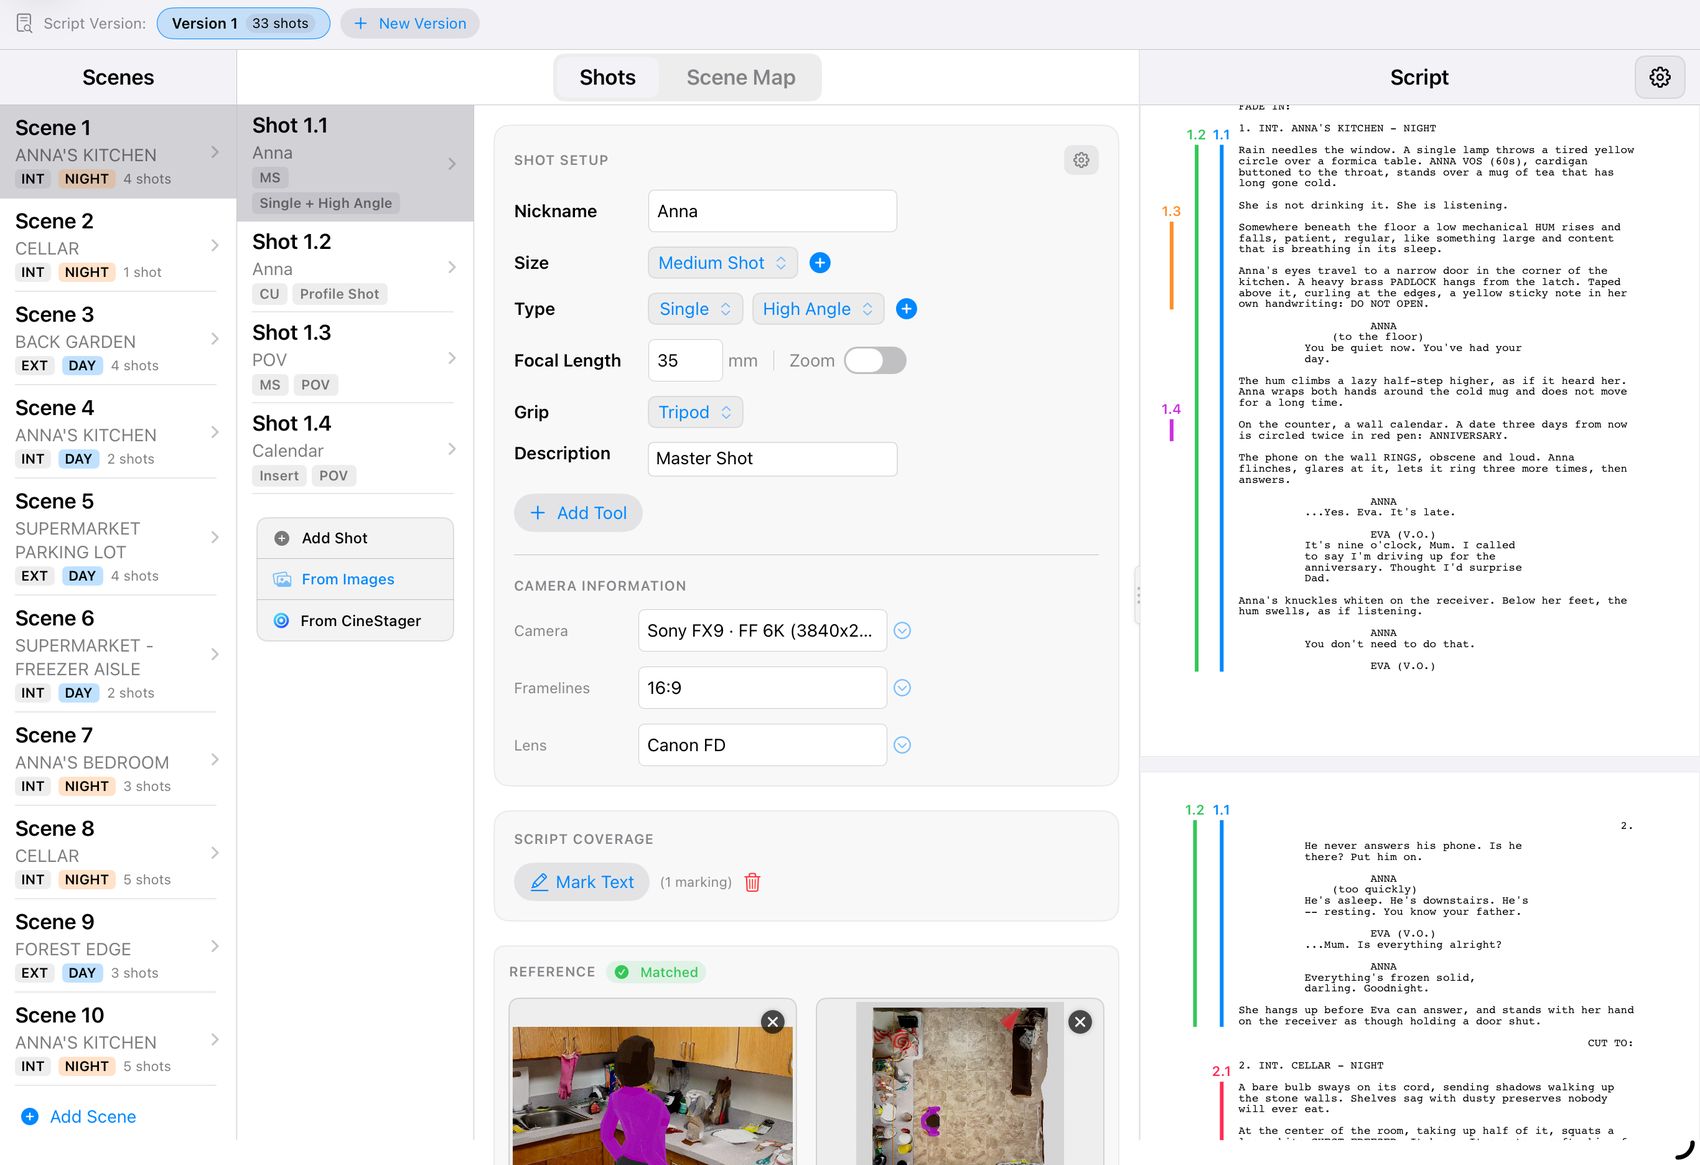 Script Version:
Version 1 33 shots
+ New Version
Scenes
Shots
Scene Map
Script
Scene 1
ANNA'S KITCHEN
INT NIGHT 4 shots
Scene 2
CELLAR
INT NIGHT 1 shot
Scene 3
BACK GARDEN
EXT DAY 4 shots
Scene 4
ANNA'S KITCHEN
INT DAY 2 shots
Scene 5
SUPERMARKET
PARKING LOT
EXT DAY 4 shots
Scene 6
SUPERMARKET -
FREEZER AISLE
INT DAY 2 shots
Scene 7
ANNA'S BEDROOM
INT NIGHT 3 shots
Scene 8
CELLAR
INT NIGHT 5 shots
Scene 9
FOREST EDGE
EXT DAY 3 shots
Scene 10
ANNA'S KITCHEN
INT NIGHT 5 shots
Add Scene
Shot 1.1
Anna
MS
Single + High Angle
Shot 1.2
Anna
CU Profile Shot
Shot 1.3
POV
MS POV
Shot 1.4
Calendar
Insert POV
Add Shot
From Images
From CineStager
SHOT SETUP
Nickname Anna
Size Medium Shot
Type Single High Angle
Focal Length 35 mm Zoom
Grip Tripod
Description Master Shot
+ Add Tool
CAMERA INFORMATION
Camera Sony FX9 · FF 6K (3840x2...
Framelines 16:9
Lens Canon FD
SCRIPT COVERAGE
Mark Text (1 marking)
REFERENCE Matched
FADE IN:
1.2 1.1
1. INT. ANNA'S KITCHEN - NIGHT
Rain needles the window. A single lamp throws a tired yellow
circle over a formica table. ANNA VOS (60s), cardigan
buttoned to the throat, stands over a mug of tea that has
long gone cold.
She is not drinking it. She is listening.
1.3
Somewhere beneath the floor a low mechanical HUM rises and
falls, patient, regular, like something large and content
that is breathing in its sleep.
Anna's eyes travel to a narrow door in the corner of the
kitchen. A heavy brass PADLOCK hangs from the latch. Taped
above it, curling at the edges, a yellow sticky note in her
own handwriting: DO NOT OPEN.
ANNA
(to the floor)
You be quiet now. You've had your
day.
The hum climbs a lazy half-step higher, as if it heard her.
Anna wraps both hands around the cold mug and does not move
for a long time.
1.4
On the counter, a wall calendar. A date three days from now
is circled twice in red pen: ANNIVERSARY.
The phone on the wall RINGS, obscene and loud. Anna
flinches, glares at it, lets it ring three more times, then
answers.
ANNA
...Yes. Eva. It's late.
EVA (V.O.)
It's nine o'clock, Mum. I called
to say I'm driving up for the
anniversary. Thought I'd surprise
Dad.
Anna's knuckles whiten on the receiver. Below her feet, the
hum swells, as if listening.
ANNA
You don't need to do that.
EVA (V.O.)
1.2 1.1
2.
He never answers his phone. Is he
there? Put him on.
ANNA
(too quickly)
He's asleep. He's downstairs. He's
-- resting. You know your father.
EVA (V.O.)
...Mum. Is everything alright?
ANNA
Everything's frozen solid,
darling. Goodnight.
She hangs up before Eva can answer, and stands with her hand
on the receiver as though holding a door shut.
CUT TO:
2.1
2. INT. CELLAR - NIGHT
A bare bulb sways on its cord, sending shadows walking up
the stone walls. Shelves sag with dusty preserves nobody
will ever eat.
At the center of the room, taking up half of it, squats a